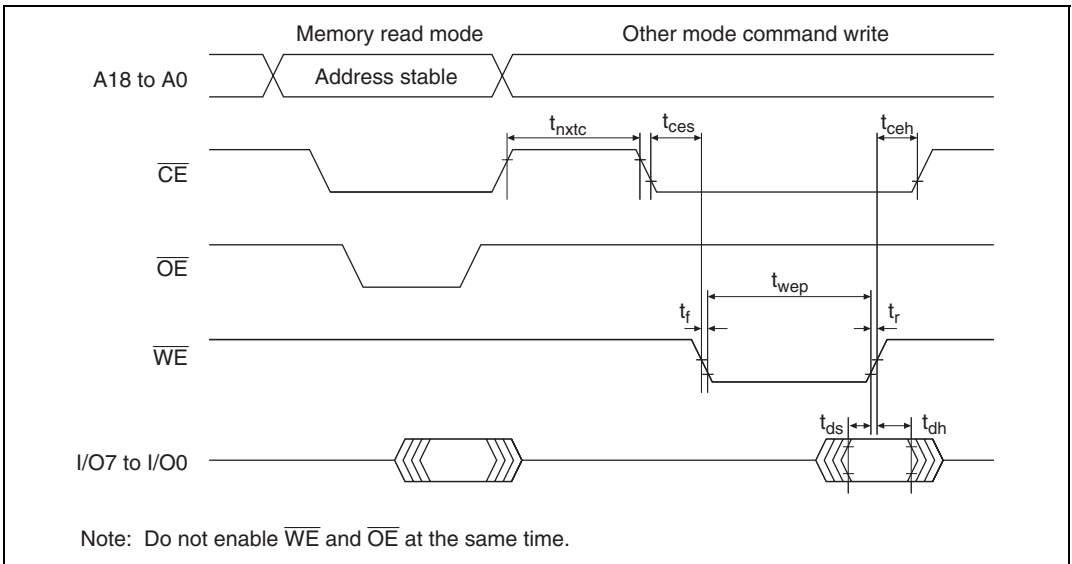 Memory read mode Other mode command write
A18 to A0 Address stable
tnxtc tces tceh
CE
OE
twep
tf tr
WE
tds tdh
I/O7 to I/O0
Note: Do not enable WE and OE at the same time.